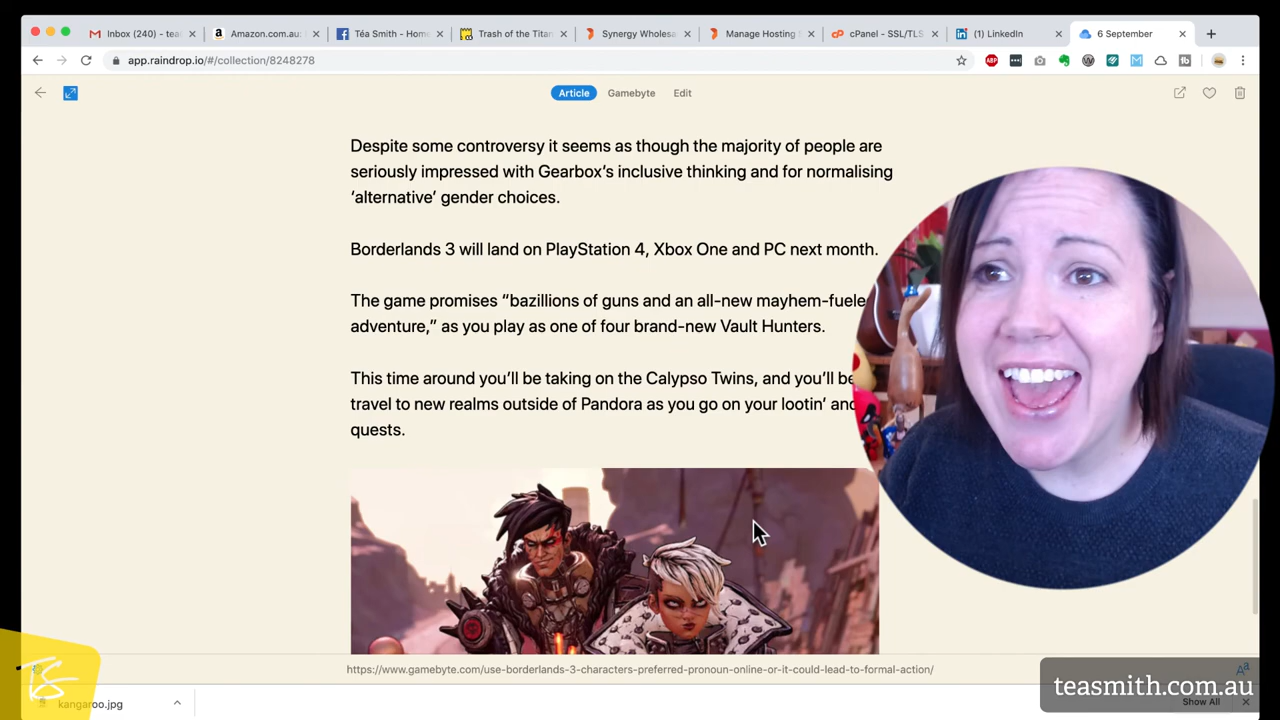 Inbox (240) - tea
Amazon.com.au:
Téa Smith - Home
Trash of the Titan
Synergy Wholesa
Manage Hosting S
cPanel - SSL/TLS
(1) LinkedIn
6 September
app.raindrop.io/#/collection/8248278
Article
Gamebyte
Edit
Despite some controversy it seems as though the majority of people are
seriously impressed with Gearbox's inclusive thinking and for normalising
'alternative' gender choices.
Borderlands 3 will land on PlayStation 4, Xbox One and PC next month.
The game promises "bazillions of guns and an all-new mayhem-fuele
adventure," as you play as one of four brand-new Vault Hunters.
This time around you'll be taking on the Calypso Twins, and you'll be
travel to new realms outside of Pandora as you go on your lootin' and
quests.
https://www.gamebyte.com/use-borderlands-3-characters-preferred-pronoun-online-or-it-could-lead-to-formal-action/
Aa
teasmith.com.au
TS
kangaroo.jpg
Show All